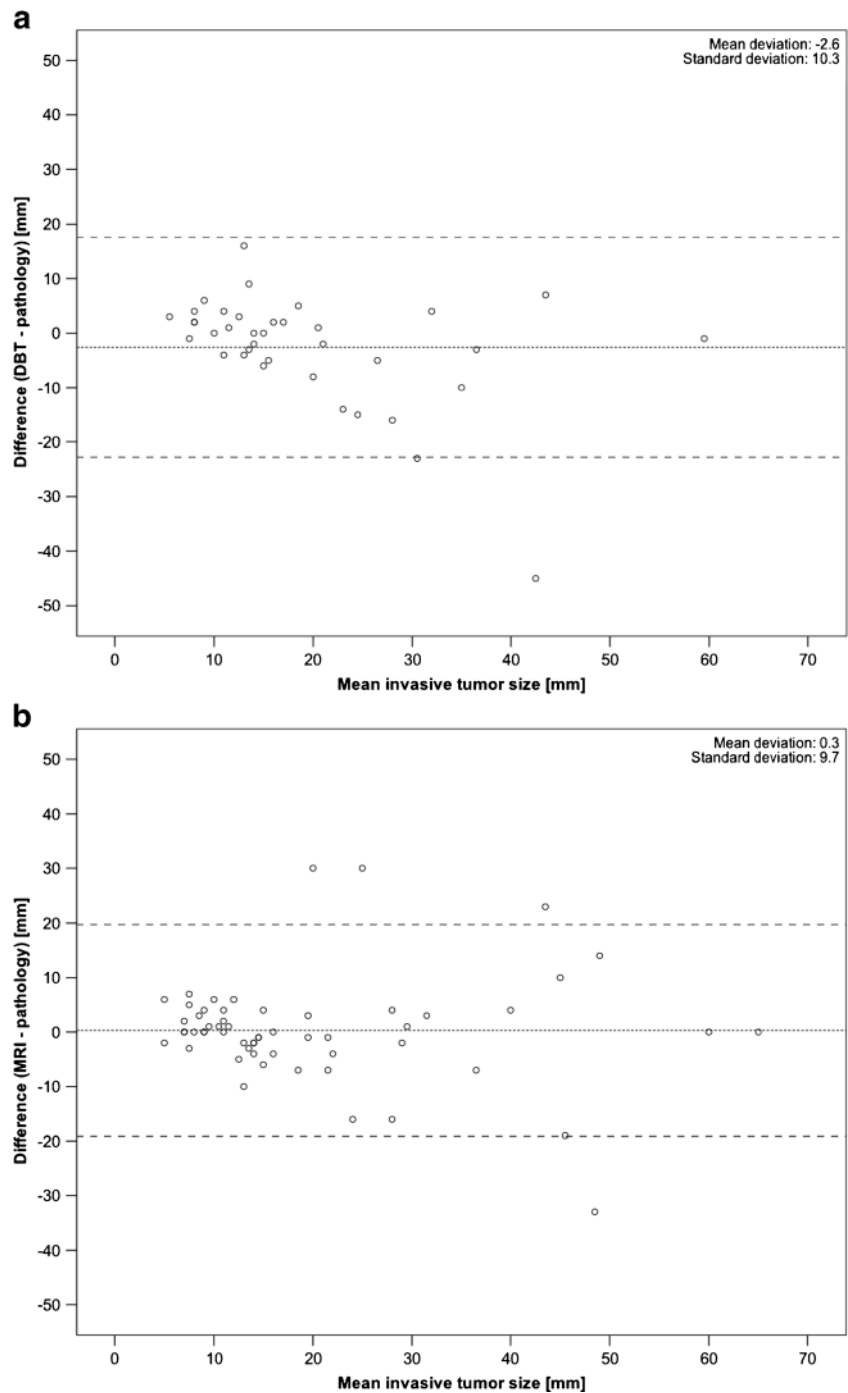 a
Mean deviation: -2.6
Standard deviation: 10.3
50
40
30
20
10
0
-10
-20
-30
-40
-50
Difference (DBT - pathology) [mm]
0 10 20 30 40 50 60 70
Mean invasive tumor size [mm]
b
Mean deviation: 0.3
Standard deviation: 9.7
50
40
30
20
10
0
-10
-20
-30
-40
-50
Difference (MRI - pathology) [mm]
0 10 20 30 40 50 60 70
Mean invasive tumor size [mm]